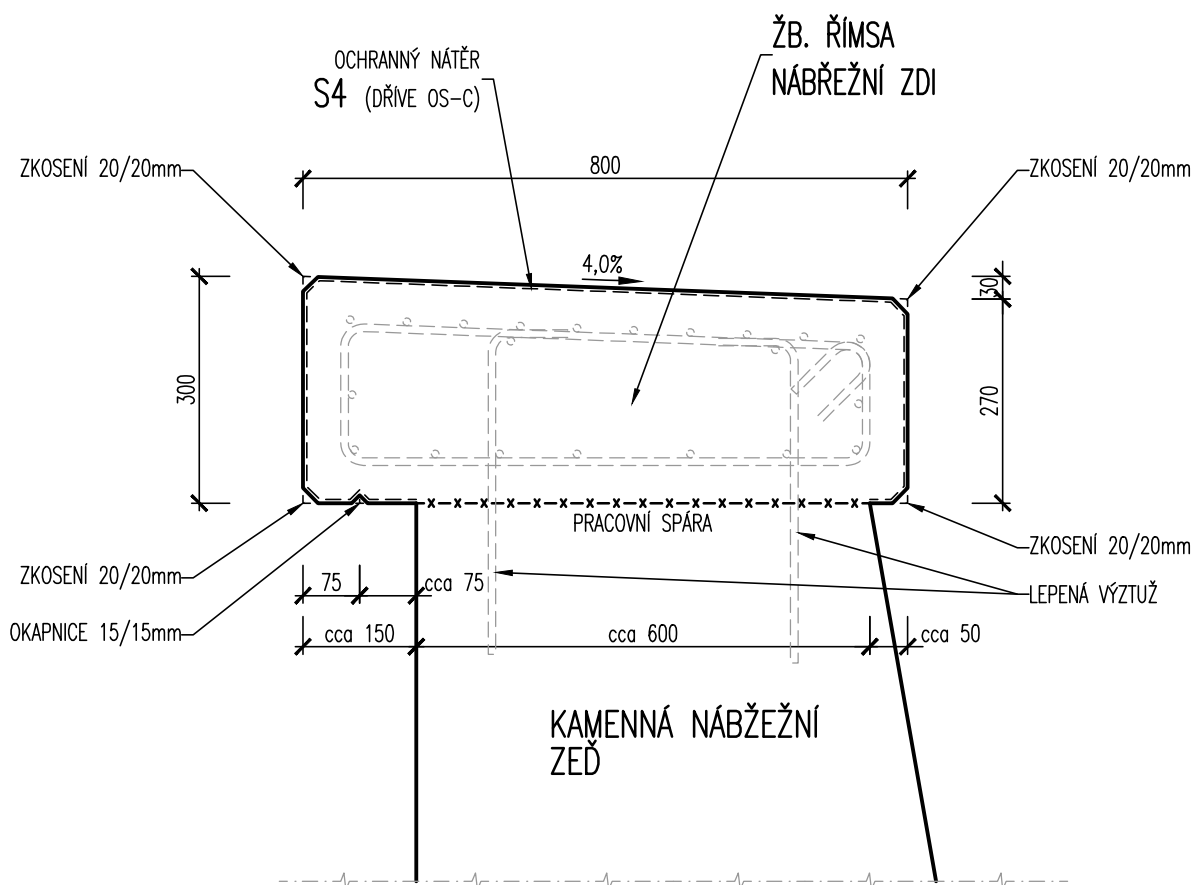 ŽB. ŘÍMSA
NÁBŘEŽNÍ ZDI
OCHRANNÝ NÁTĚR
S4 (DŘÍVE OS-C)
ZKOSENÍ 20/20mm
800
ZKOSENÍ 20/20mm
4,0%
30
300
270
PRACOVNÍ SPÁRA
ZKOSENÍ 20/20mm
ZKOSENÍ 20/20mm
75
cca 75
LEPENÁ VÝZTUŽ
OKAPNICE 15/15mm
cca 150
cca 600
cca 50
KAMENNÁ NÁBŽEŽNÍ
ZEĎ